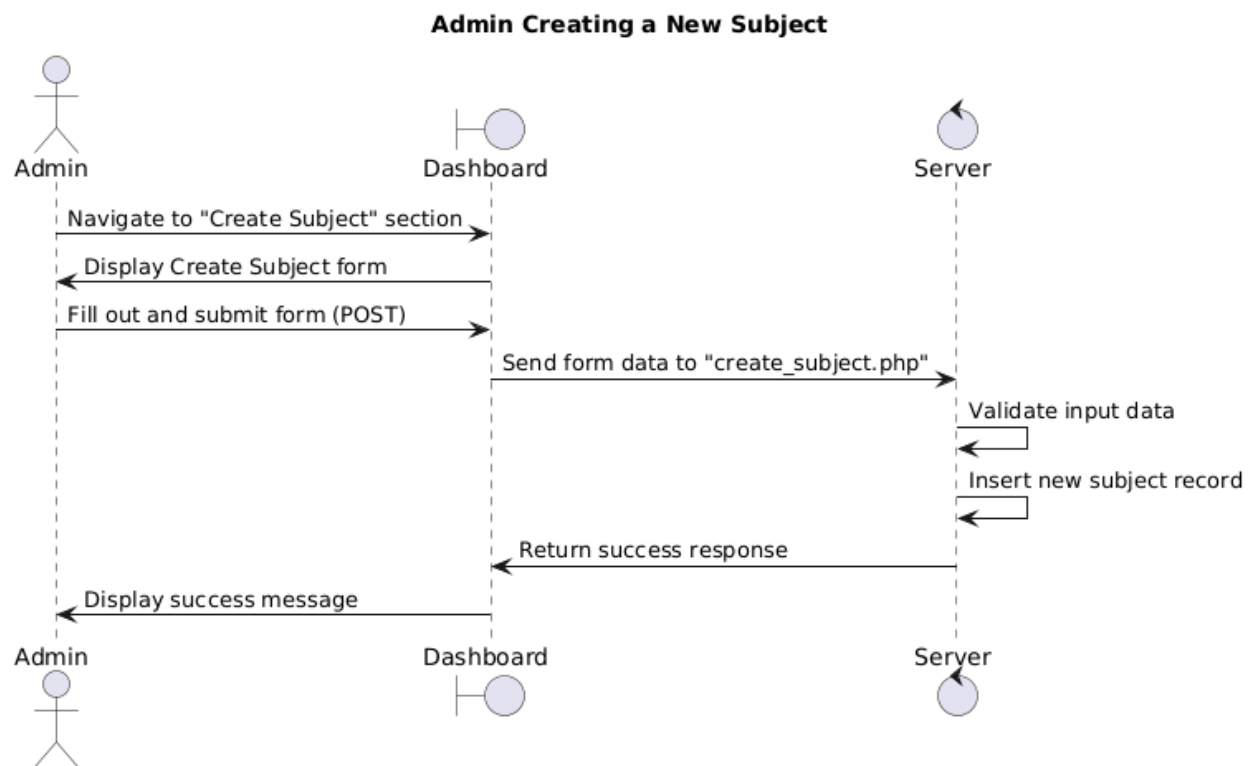 Admin Creating a New Subject
Admin
Dashboard
Server
Navigate to "Create Subject" section
Display Create Subject form
Fill out and submit form (POST)
Send form data to "create_subject.php"
Validate input data
Insert new subject record
Return success response
Display success message
Admin
Dashboard
Server